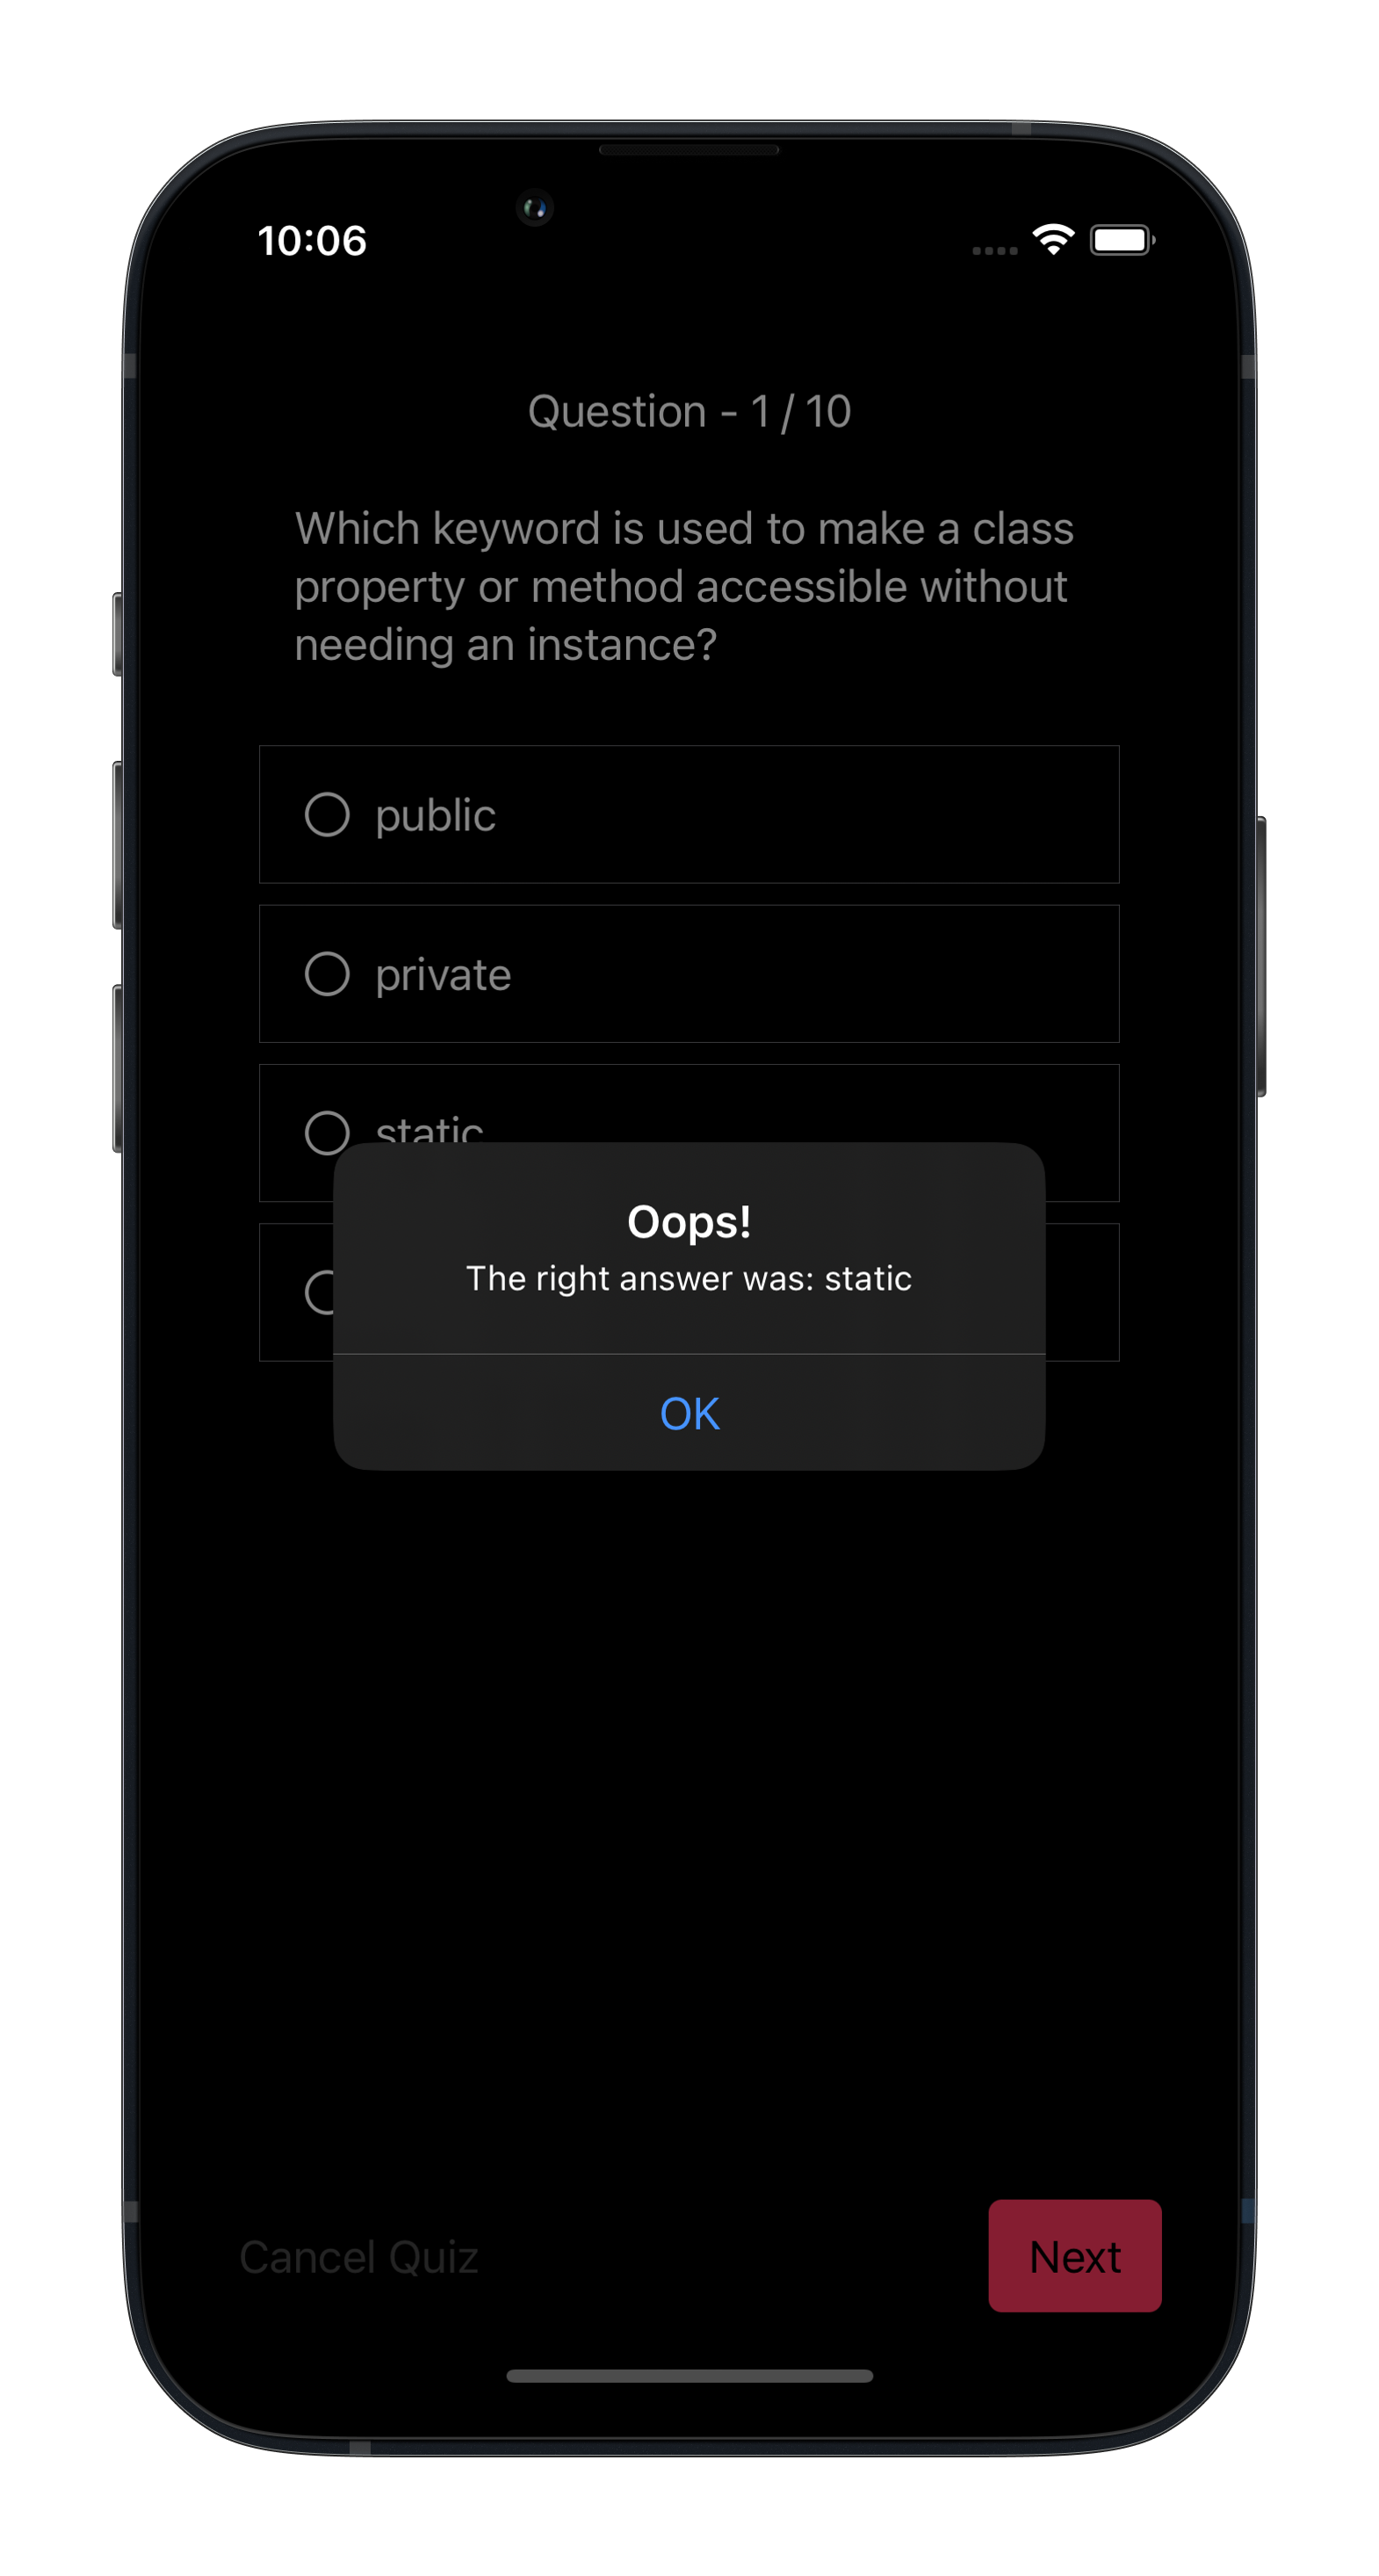 10:06
Question - 1 / 10
Which keyword is used to make a class
property or method accessible without
needing an instance?
public
private
static
Oops!
The right answer was: static
OK
Cancel Quiz
Next